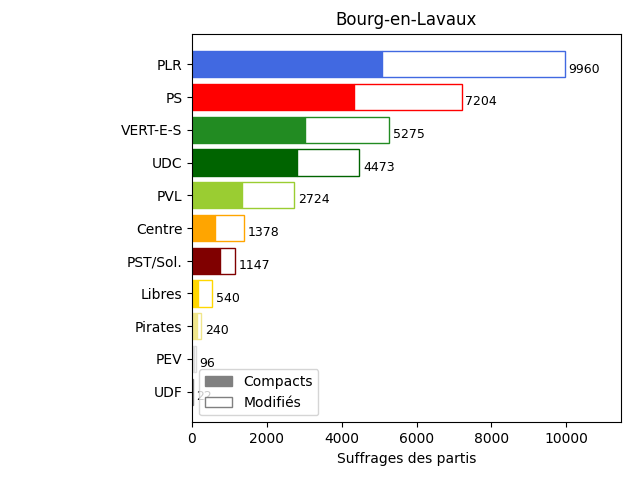 Bourg-en-Lavaux
PLR 9960
PS 7204
VERT-E-S 5275
UDC 4473
PVL 2724
Centre 1378
PST/Sol. 1147
Libres 540
Pirates 240
PEV 96
UDF
Compacts
Modifiés
0 2000 4000 6000 8000 10000
Suffrages des partis